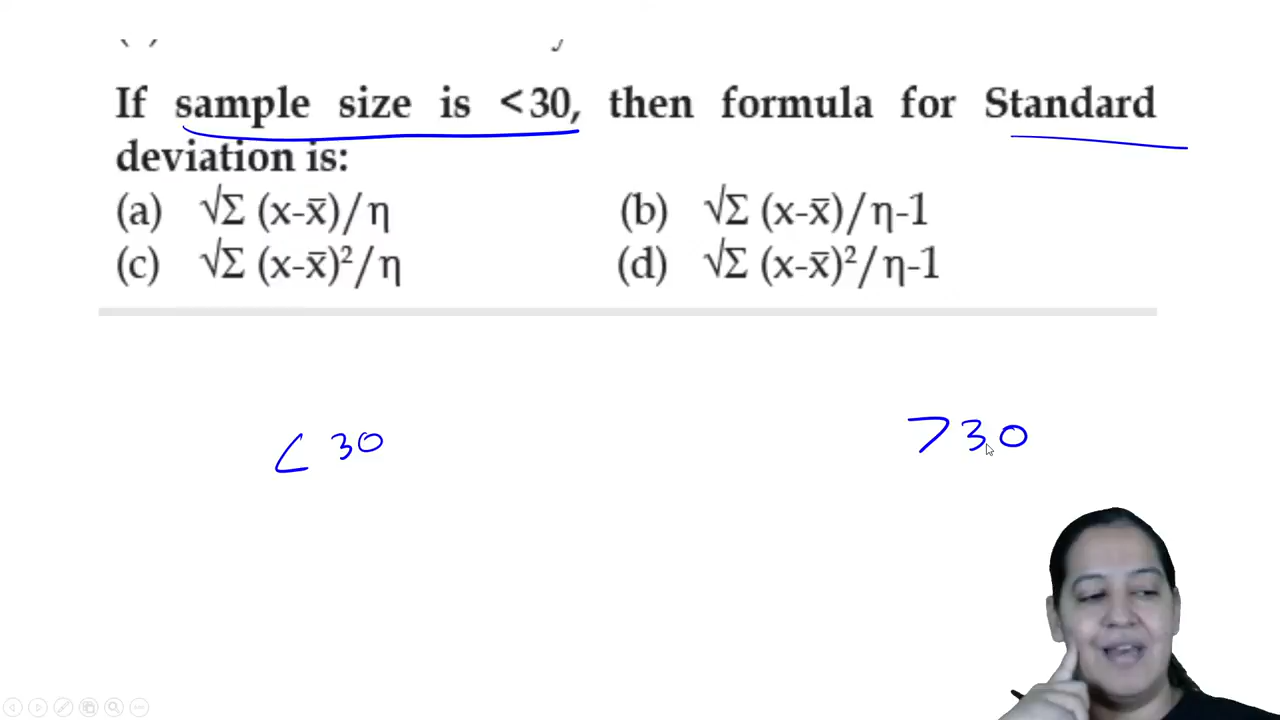 If sample size is <30, then formula for Standard
deviation is:
(a) √Σ (x-x̄)/η (b) √Σ (x-x̄)/η-1
(c) √Σ (x-x̄)²/η (d) √Σ (x-x̄)²/η-1
< 30 > 30